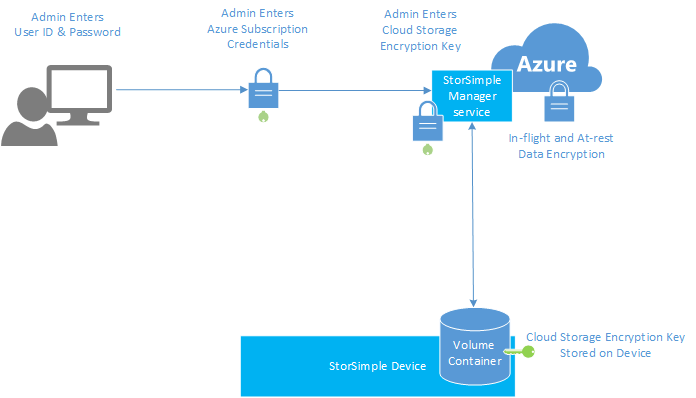 Admin Enters
User ID & Password
Admin Enters
Azure Subscription
Credentials
Admin Enters
Cloud Storage
Encryption Key
Azure
StorSimple
Manager
service
In-flight and At-rest
Data Encryption
Volume
Container
Cloud Storage Encryption Key
Stored on Device
StorSimple Device